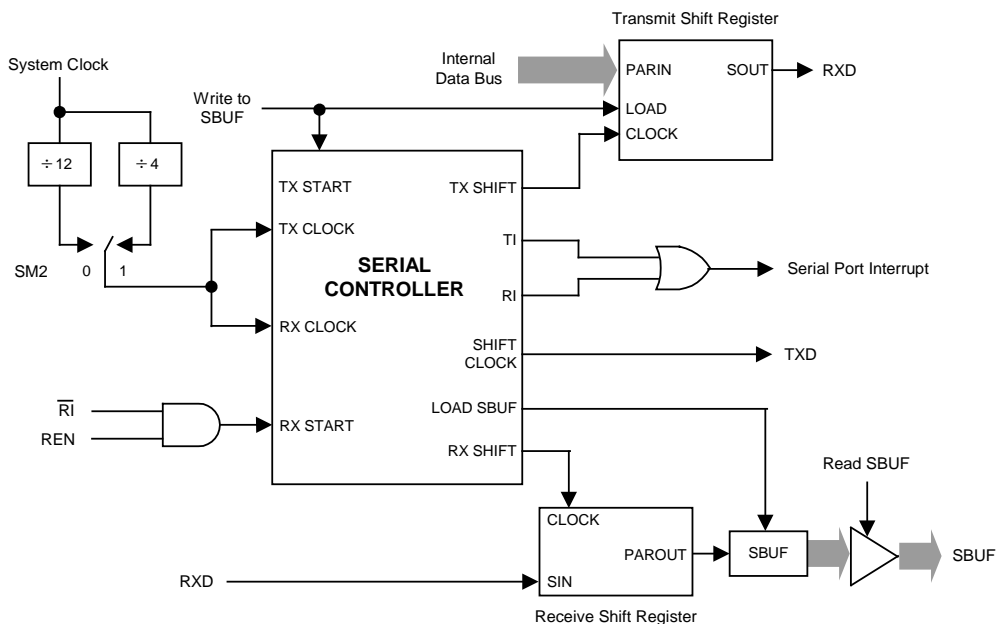 Transmit Shift Register
System Clock
Internal
Data Bus
PARIN
SOUT
RXD
Write to
SBUF
LOAD
CLOCK
÷12
÷4
TX START
TX SHIFT
TX CLOCK
TI
SM2
0
1
SERIAL
CONTROLLER
Serial Port Interrupt
RI
RX CLOCK
SHIFT
CLOCK
TXD
R̅I̅
REN
RX START
LOAD SBUF
RX SHIFT
Read SBUF
CLOCK
PAROUT
SBUF
SBUF
RXD
SIN
Receive Shift Register